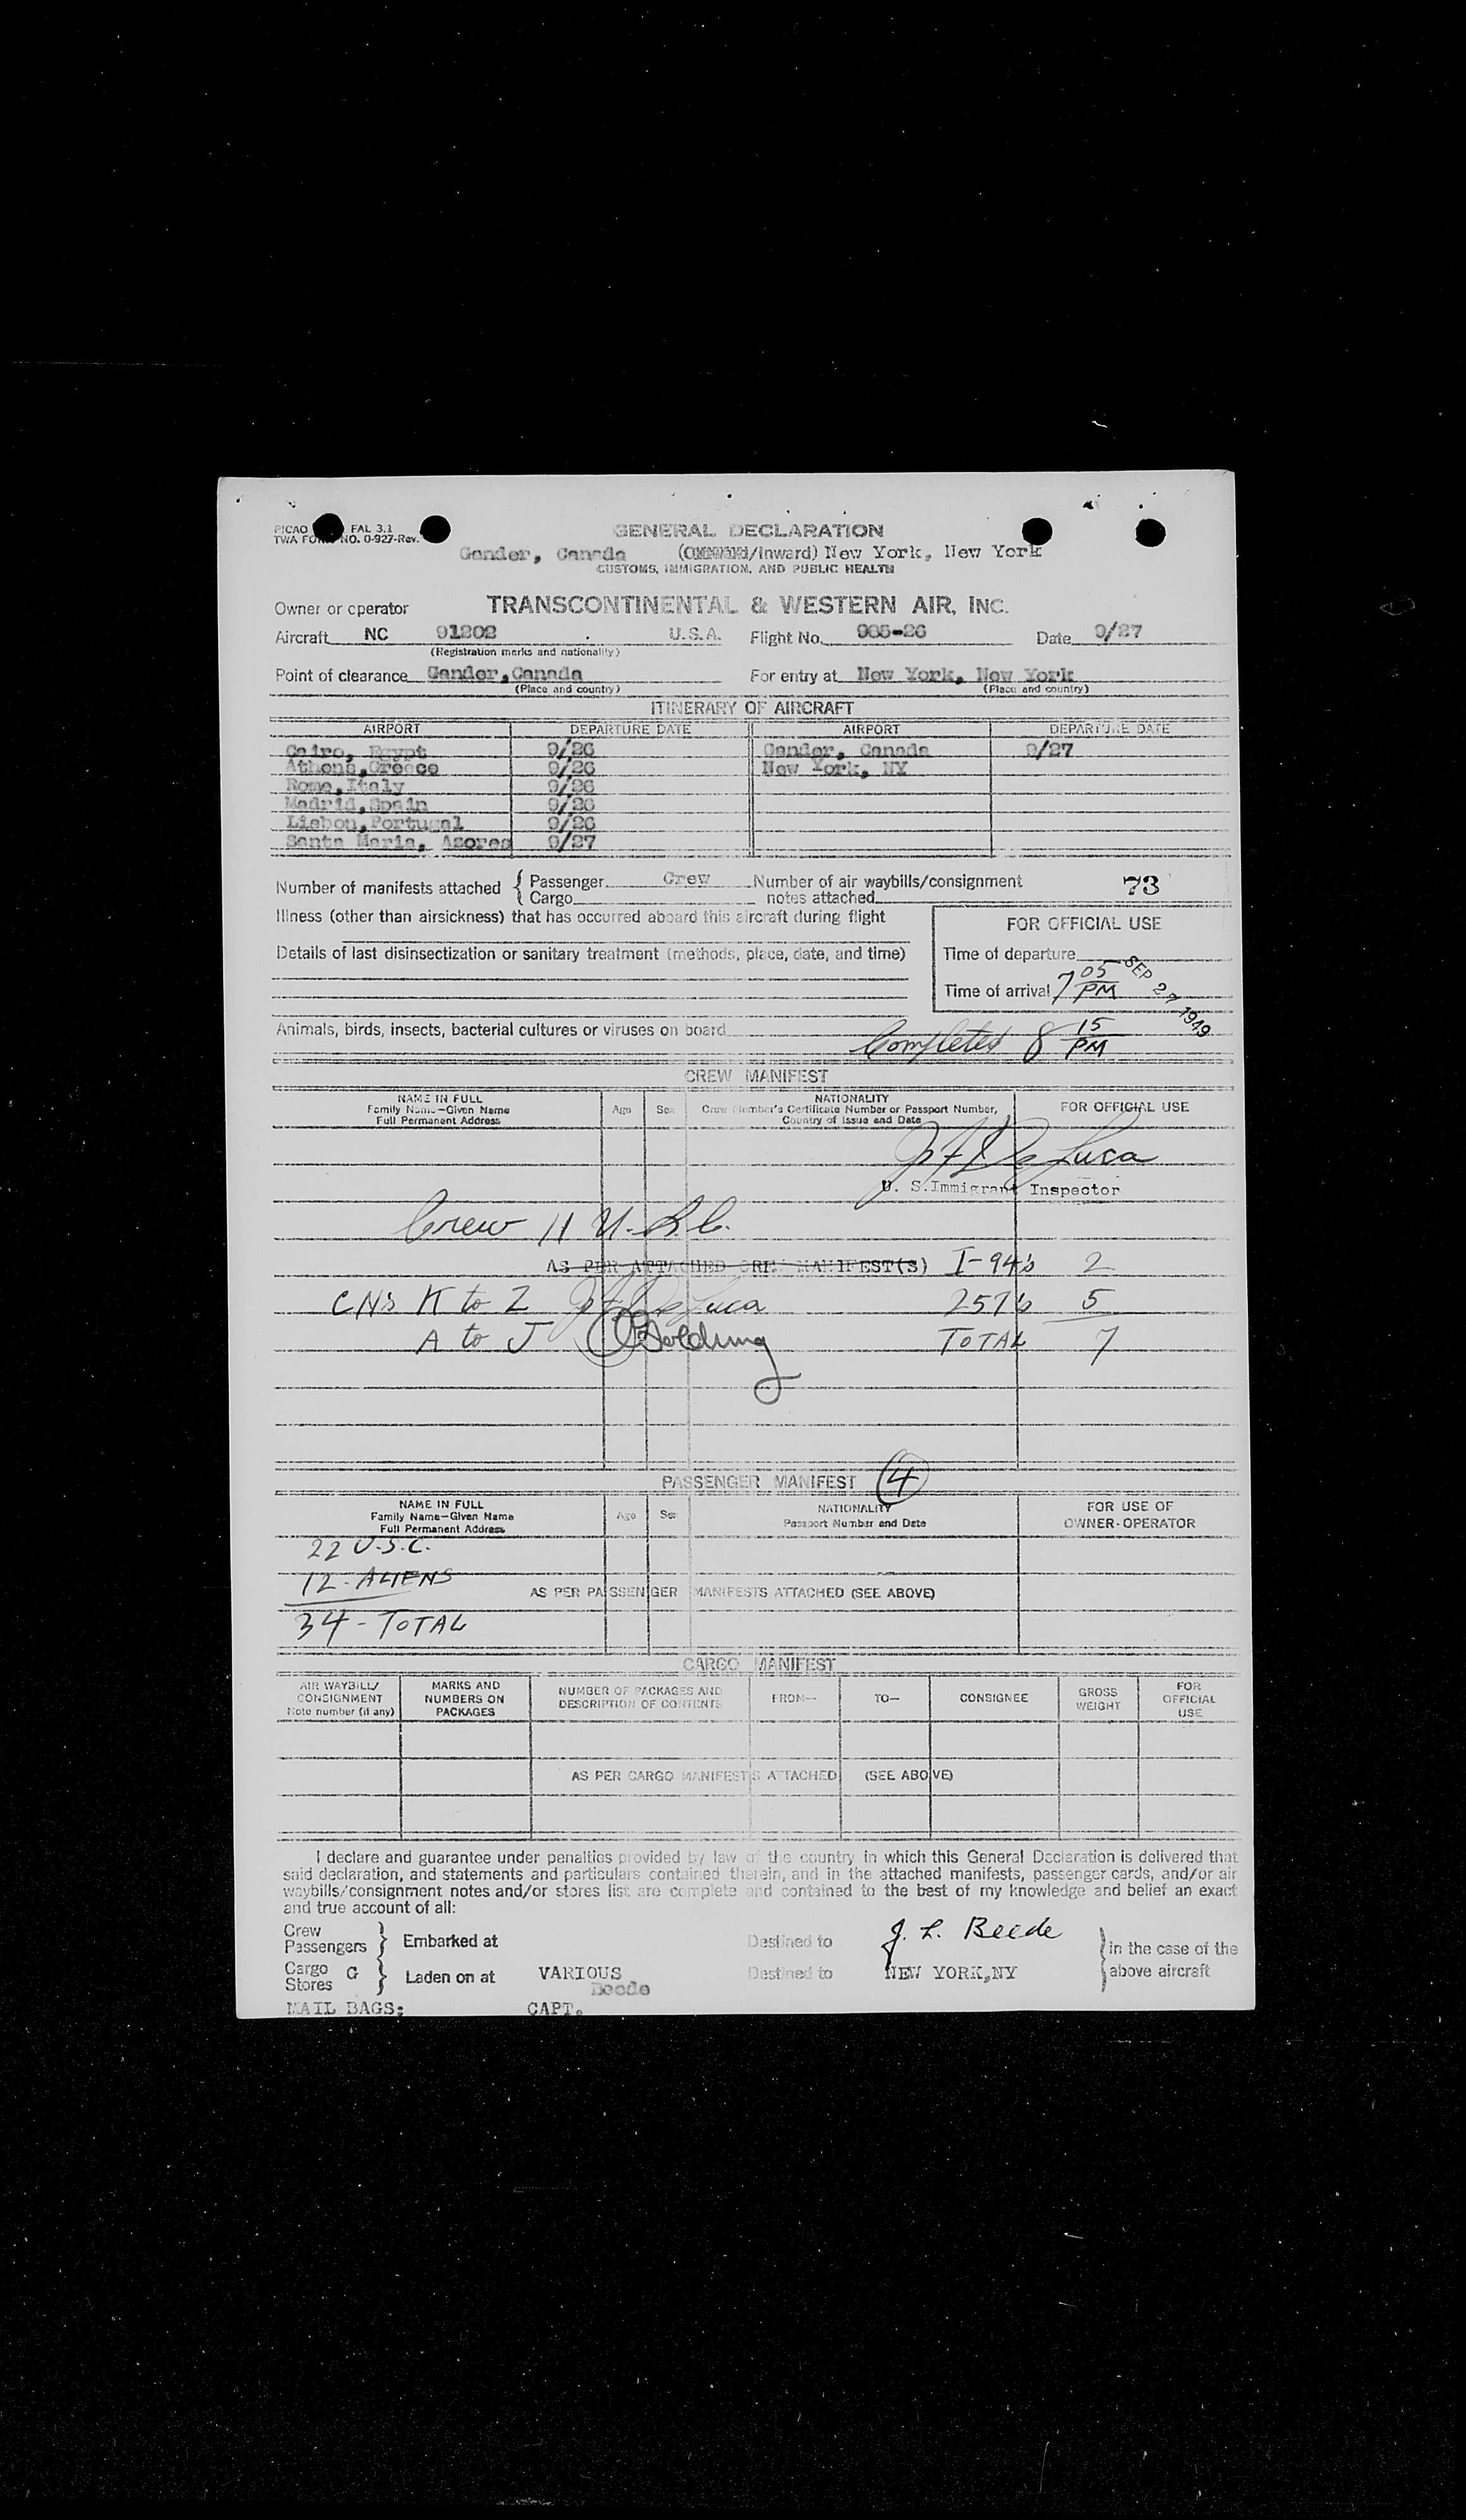 PICAO FAL 3.1
TWA FORM NO. 0-927-Rev.
GENERAL DECLARATION
Gander, Canada (/Inward) New York, New York
CUSTOMS, IMMIGRATION, AND PUBLIC HEALTH
Owner or operator TRANSCONTINENTAL & WESTERN AIR, INC.
Aircraft NC 91202 U.S.A. Flight No. 965-26 Date 9/27
(Registration marks and nationality)
Point of clearance Gander, Canada For entry at New York, New York
(Place and country) (Place and country)
ITINERARY OF AIRCRAFT
AIRPORT DEPARTURE DATE AIRPORT DEPARTURE DATE
Cairo, Egypt 9/26 Gander, Canada 9/27
Athens, Greece 9/26 New York, NY
Rome, Italy 9/26
Madrid, Spain 9/26
Lisbon, Portugal 9/26
Santa Maria, Azores 9/27
Number of manifests attached { Passenger Crew Number of air waybills/consignment 73
{ Cargo notes attached
Illness (other than airsickness) that has occurred aboard this aircraft during flight
FOR OFFICIAL USE
Details of last disinsectization or sanitary treatment (methods, place, date, and time)
Time of departure
Time of arrival 7 05 PM SEP 27 1949
Animals, birds, insects, bacterial cultures or viruses on board
Completed 8 15 PM
CREW MANIFEST
NAME IN FULL
Family Name—Given Name
Full Permanent Address
Age Sex
NATIONALITY
Crew Member's Certificate Number or Passport Number,
Country of Issue and Date
FOR OFFICIAL USE
De Luca
U. S. Immigrant Inspector
Crew 11 U.S.C.
AS PER ATTACHED CREW MANIFEST(S) I-94's 2
CN's K to Z De Luca 257's 5
A to J Golding TOTAL 7
PASSENGER MANIFEST 4
NAME IN FULL
Family Name—Given Name
Full Permanent Address
Age Sex
NATIONALITY
Passport Number and Date
FOR USE OF
OWNER-OPERATOR
22 U.S.C.
12 - ALIENS
AS PER PASSENGER MANIFESTS ATTACHED (SEE ABOVE)
34 - TOTAL
CARGO MANIFEST
AIR WAYBILL/
CONSIGNMENT
Note number (if any)
MARKS AND
NUMBERS ON
PACKAGES
NUMBER OF PACKAGES AND
DESCRIPTION OF CONTENTS
FROM— TO— CONSIGNEE
GROSS
WEIGHT
FOR
OFFICIAL
USE
AS PER CARGO MANIFESTS ATTACHED (SEE ABOVE)
I declare and guarantee under penalties provided by law of the country in which this General Declaration is delivered that
said declaration, and statements and particulars contained therein, and in the attached manifests, passenger cards, and/or air
waybills/consignment notes and/or stores list are complete and contained to the best of my knowledge and belief an exact
and true account of all:
Crew
Passengers } Embarked at Destined to J. L. Beede } in the case of the
Cargo G
Stores } Laden on at VARIOUS Destined to NEW YORK,NY above aircraft
Beede
MAIL BAGS: CAPT.